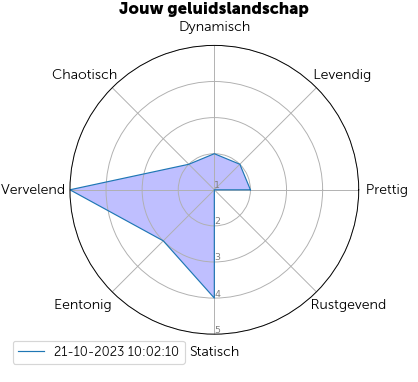 Jouw geluidslandschap
Dynamisch
Chaotisch
Levendig
Vervelend
Prettig
1
2
3
4
5
Eentonig
Rustgevend
Statisch
21-10-2023 10:02:10